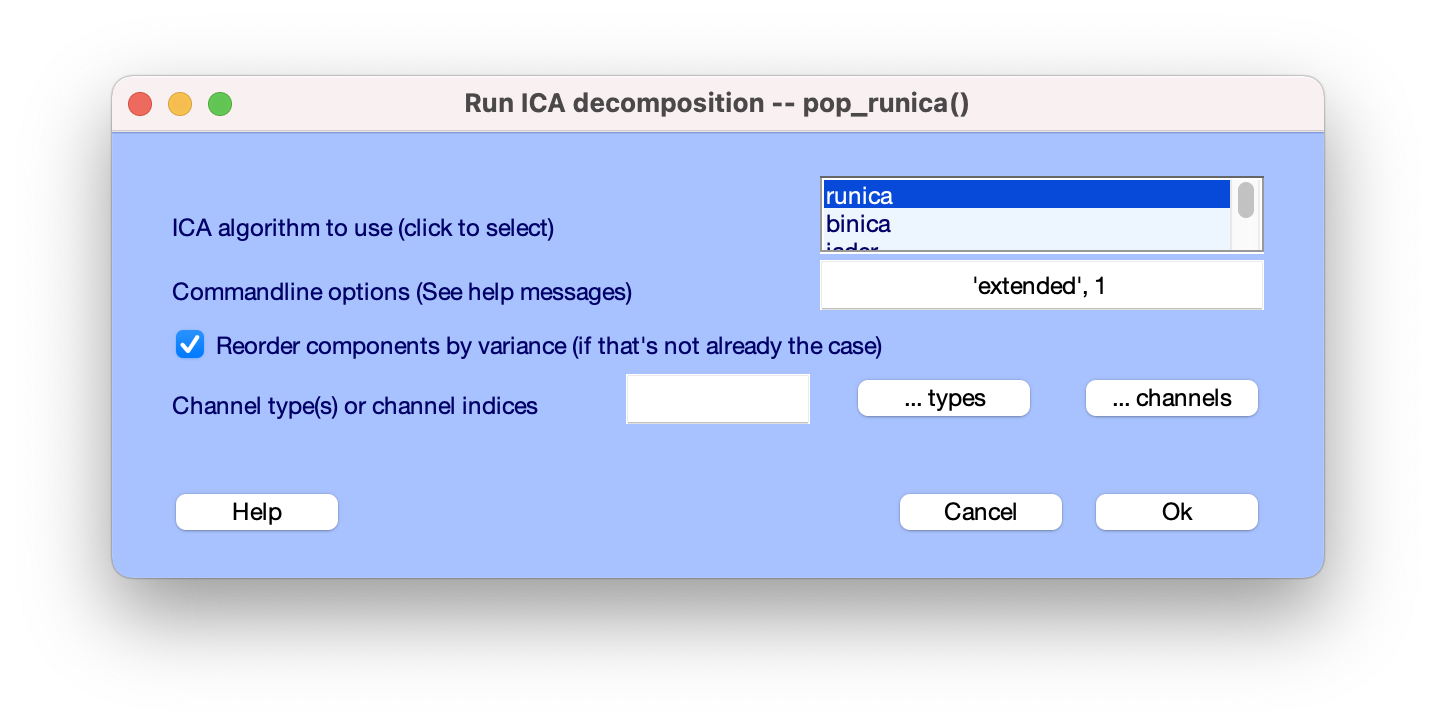 Run ICA decomposition -- pop_runica()
ICA algorithm to use (click to select)
runica
binica
Commandline options (See help messages)
'extended', 1
Reorder components by variance (if that's not already the case)
Channel type(s) or channel indices
... types
... channels
Help
Cancel
Ok